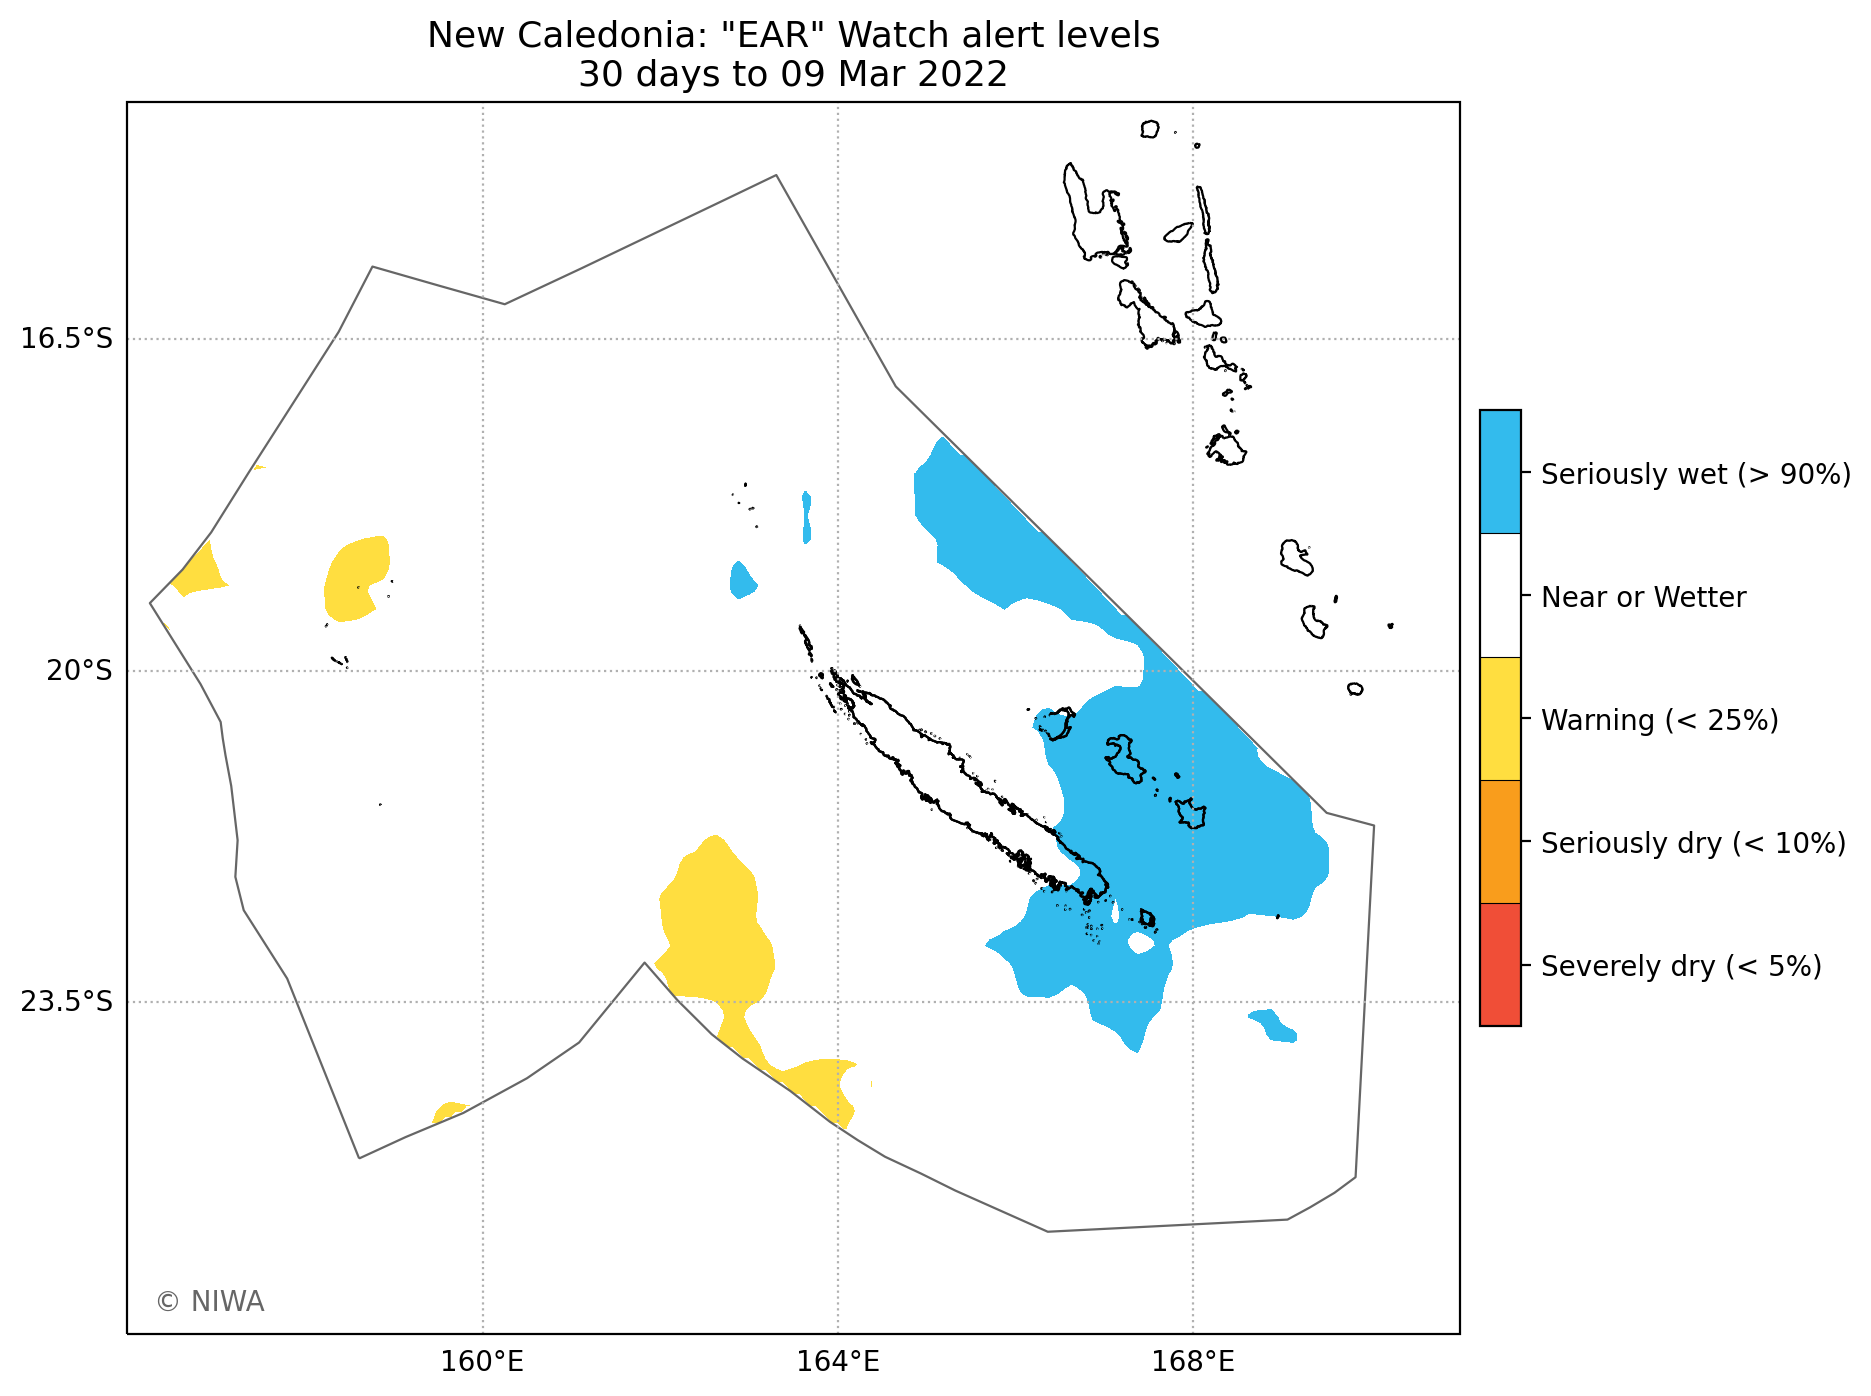 New Caledonia: "EAR" Watch alert levels
30 days to 09 Mar 2022
16.5°S
20°S
23.5°S
160°E
164°E
168°E
Seriously wet (> 90%)
Near or Wetter
Warning (< 25%)
Seriously dry (< 10%)
Severely dry (< 5%)
© NIWA